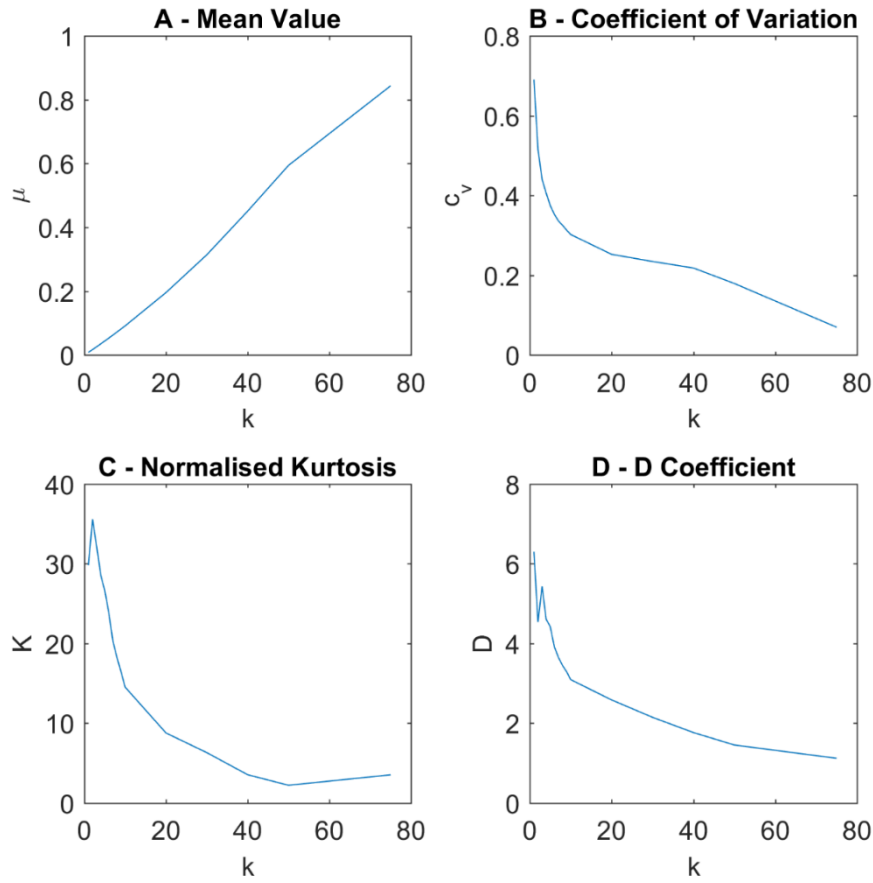 A - Mean Value
1
0.8
0.6
0.4
0.2
0
μ
0 20 40 60 80
k
B - Coefficient of Variation
0.8
0.6
0.4
0.2
0
c_v
0 20 40 60 80
k
C - Normalised Kurtosis
40
30
20
10
0
K
0 20 40 60 80
k
D - D Coefficient
8
6
4
2
0
D
0 20 40 60 80
k